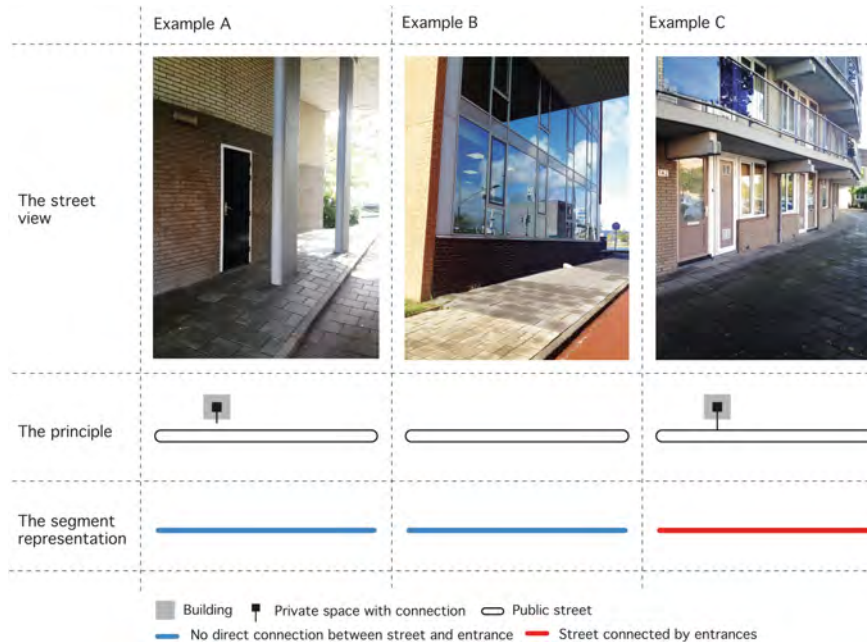 Example A
Example B
Example C
The street
view
The principle
The segment
representation
Building
Private space with connection
Public street
No direct connection between street and entrance
Street connected by entrances